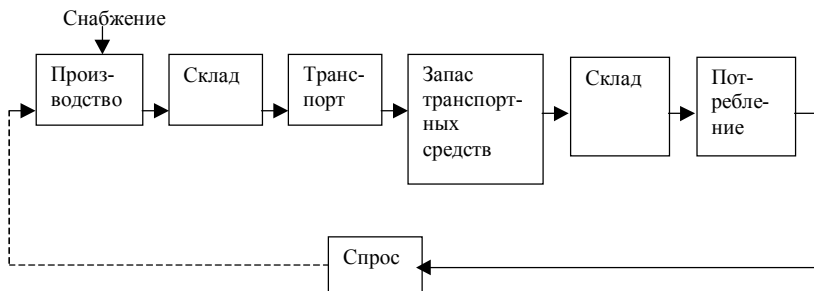 Снабжение
Произ-
водство
Склад
Транс-
порт
Запас
транспорт-
ных
средств
Склад
Пот-
ребле-
ние
Спрос